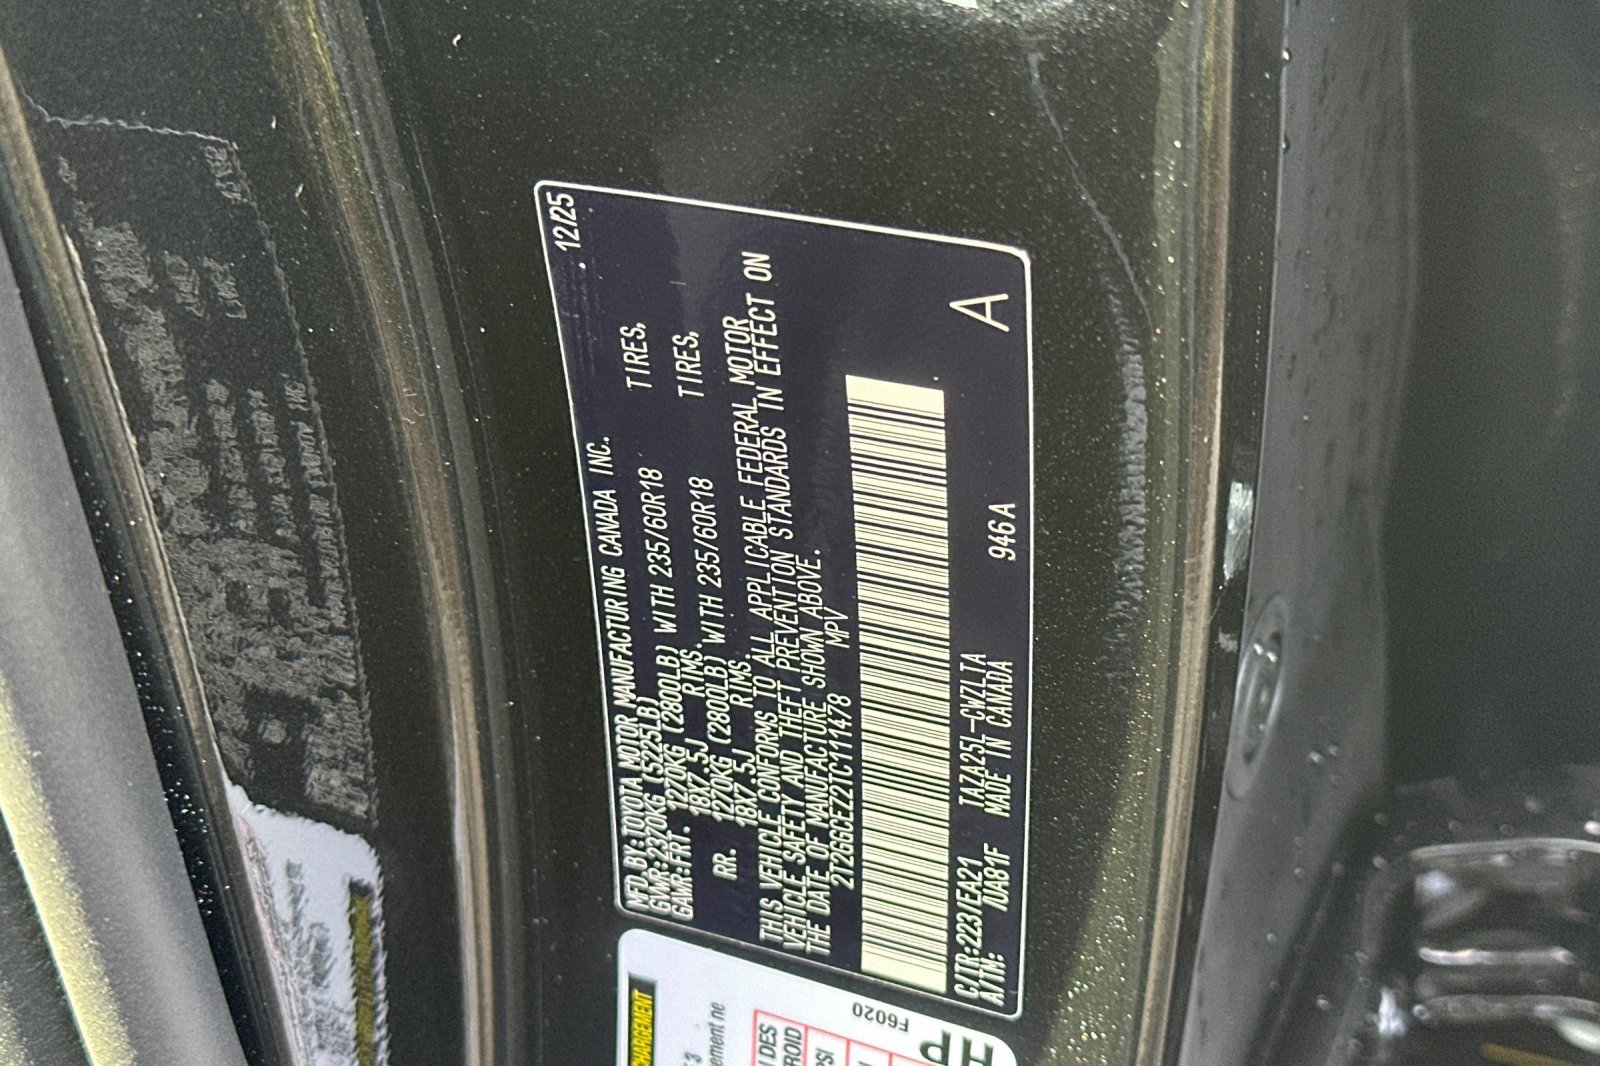 12/25
MFD.BY:TOYOTA MOTOR MANUFACTURING CANADA INC.
GVWR:2370KG (5225LB)
GAWR:FRT. 1270KG (2800LB) WITH 235/60R18 TIRES,
18X7.5J RIMS.
RR. 1270KG (2800LB) WITH 235/60R18 TIRES,
18X7.5J RIMS.
THIS VEHICLE CONFORMS TO ALL APPLICABLE FEDERAL MOTOR
VEHICLE SAFETY AND THEFT PREVENTION STANDARDS IN EFFECT ON
THE DATE OF MANUFACTURE SHOWN ABOVE.
2T2GGCEZ2TC111478 MPV
C/TR:223/EA21 TAZA25L-CWZLTA
A/TM: /UA81F MADE IN CANADA 946A
A
F6020
CHARGEMENT